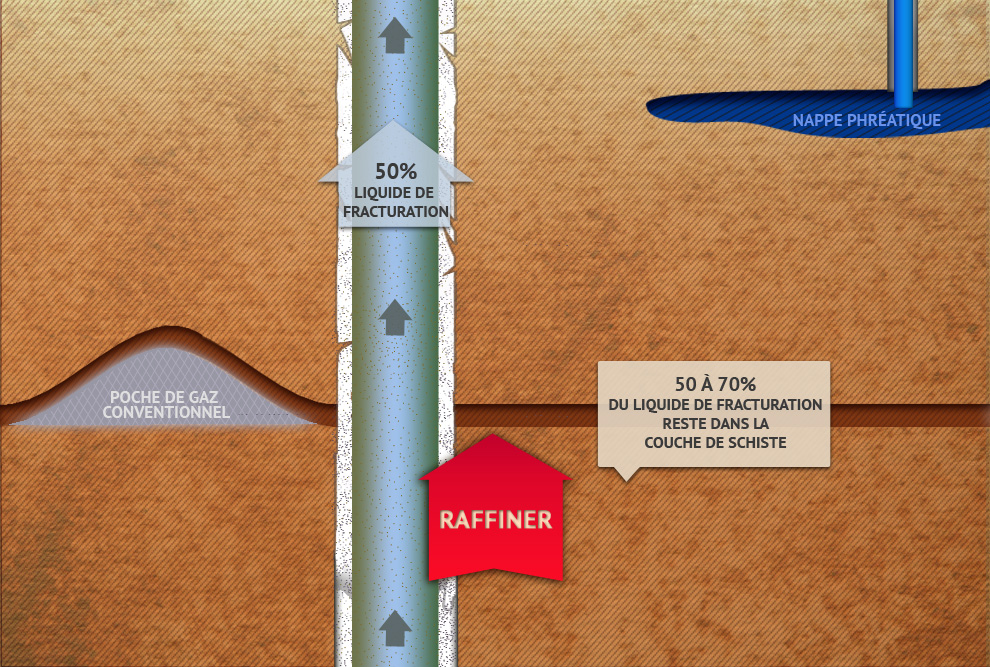 NAPPE PHRÉATIQUE
50%
LIQUIDE DE
FRACTURATION
POCHE DE GAZ
CONVENTIONNEL
50 À 70%
DU LIQUIDE DE FRACTURATION
RESTE DANS LA
COUCHE DE SCHISTE
RAFFINER